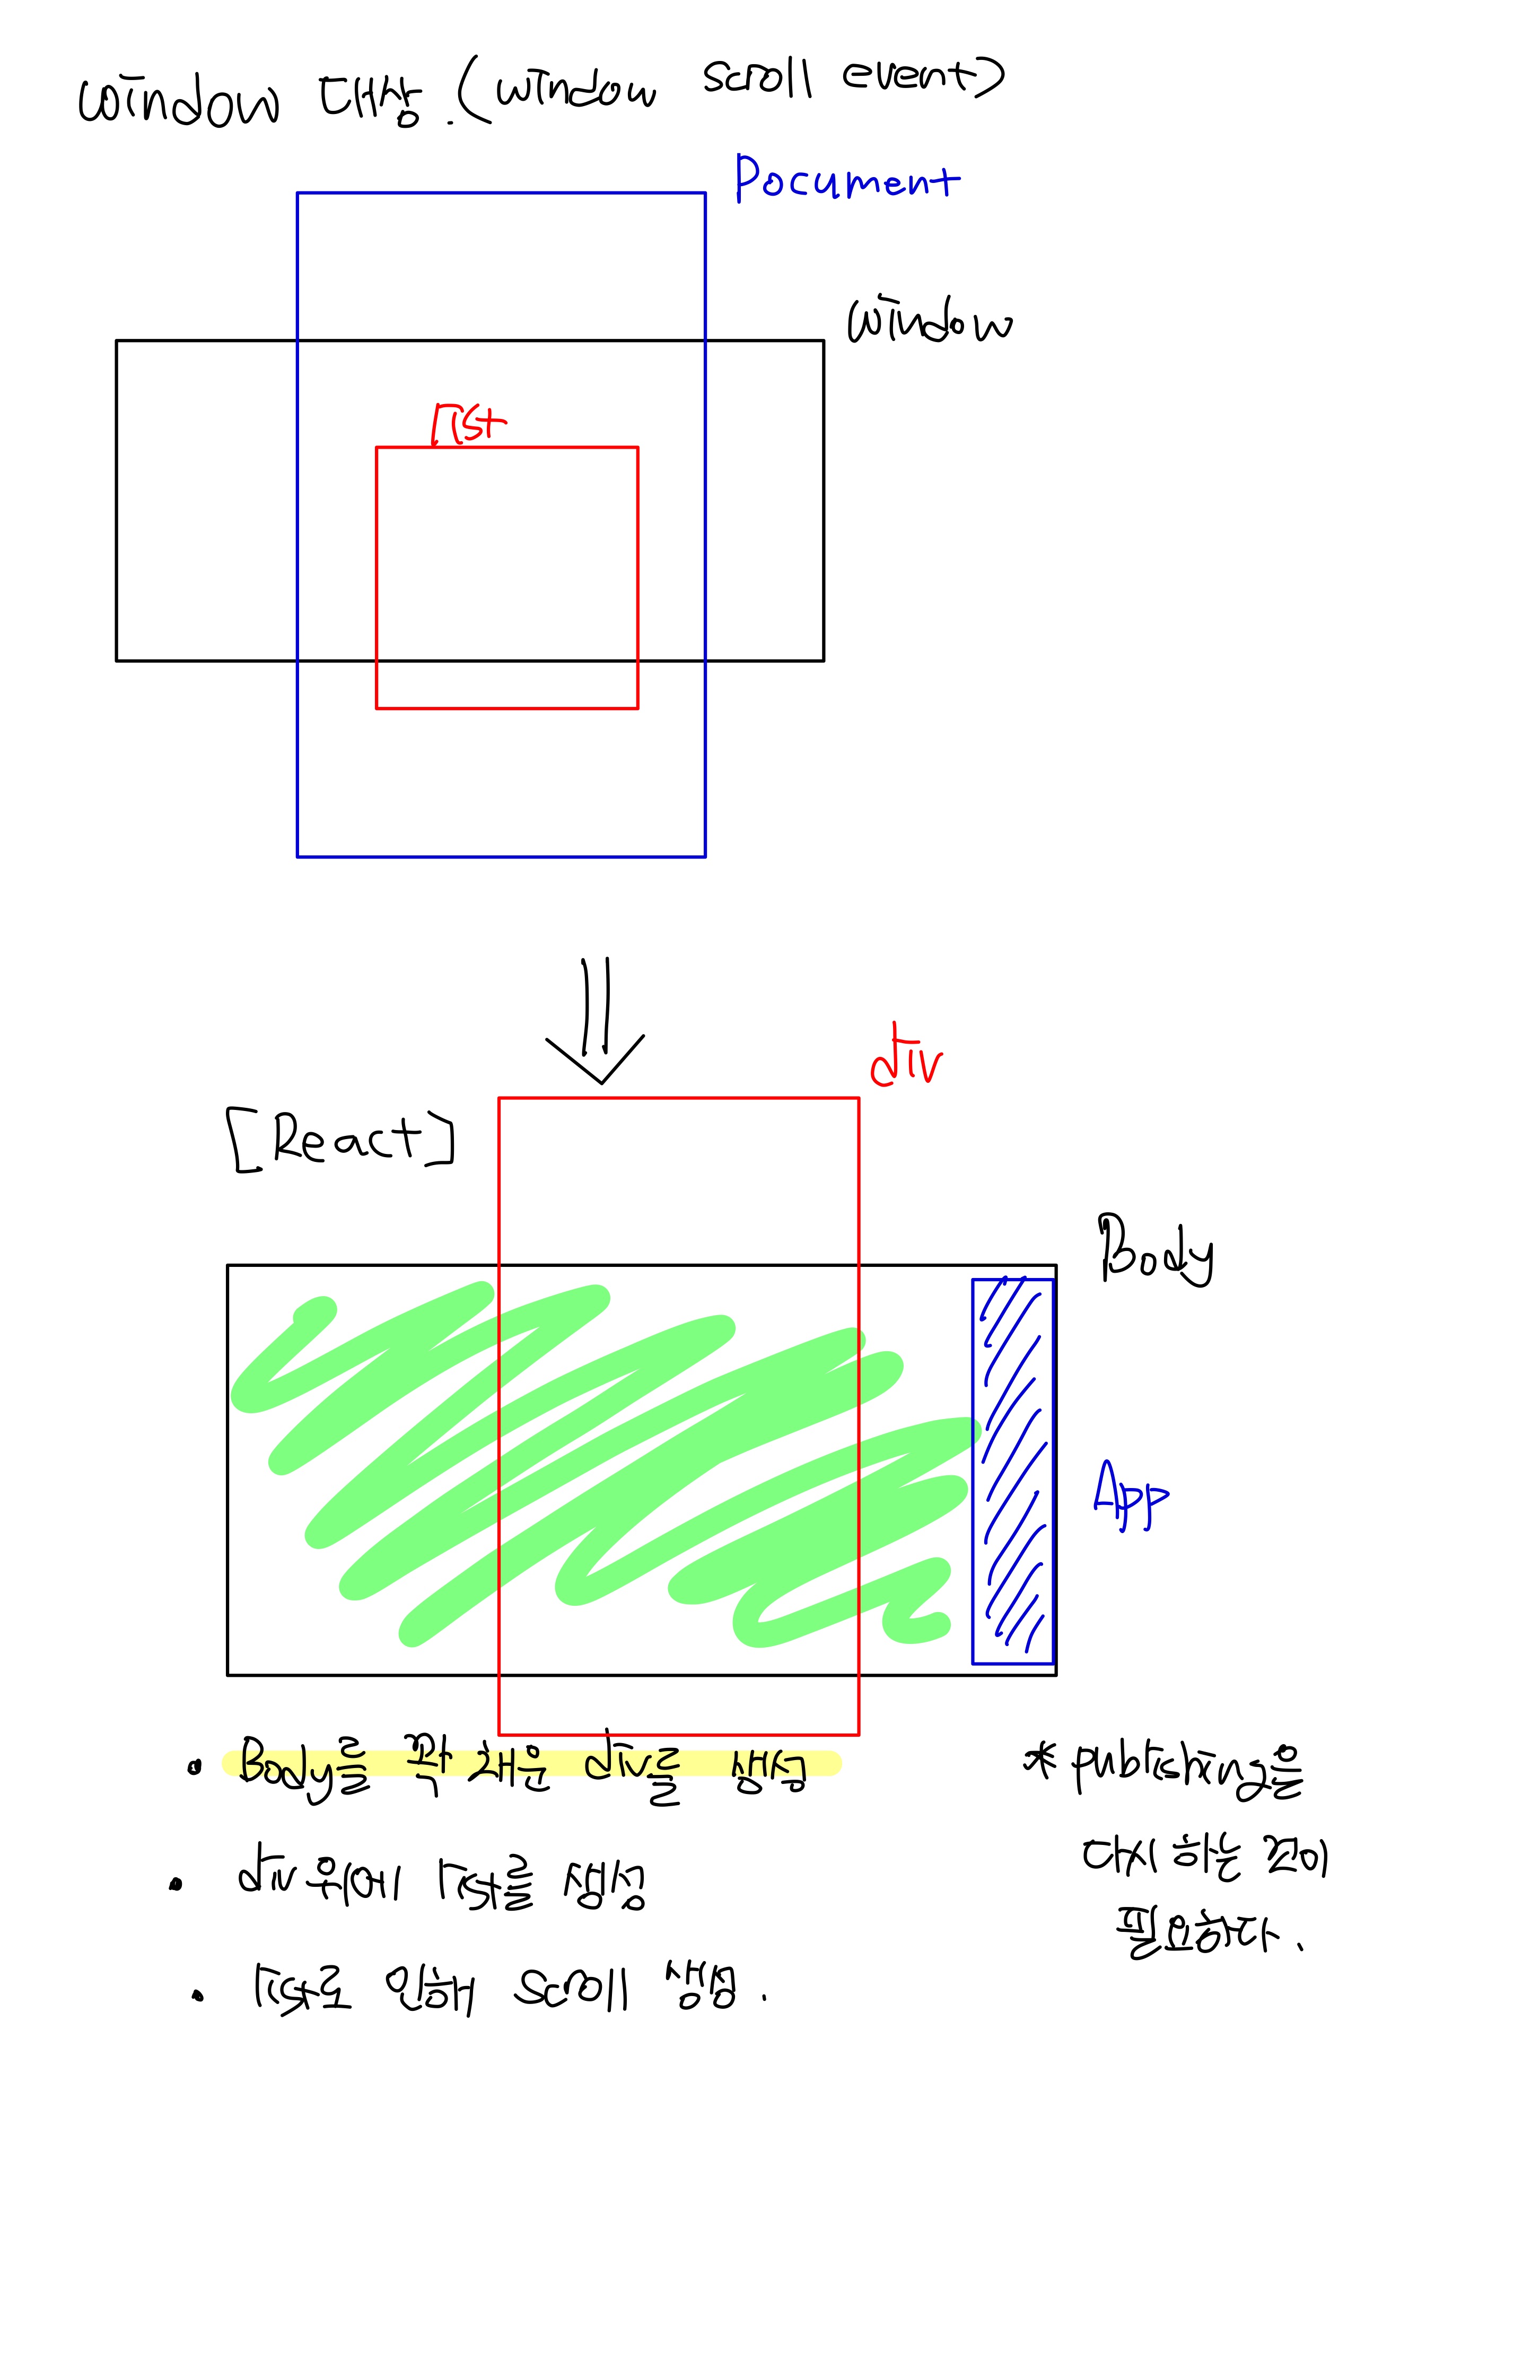 window 대상. (window scroll event)
Document
window
list
div
[React]
Body
App
• Body를 꽉 채운 div를 생성
* publishing을
• div 위에 list를 생성
다시 하는 것이
필요하다.
• list로 인해 scroll 생성.